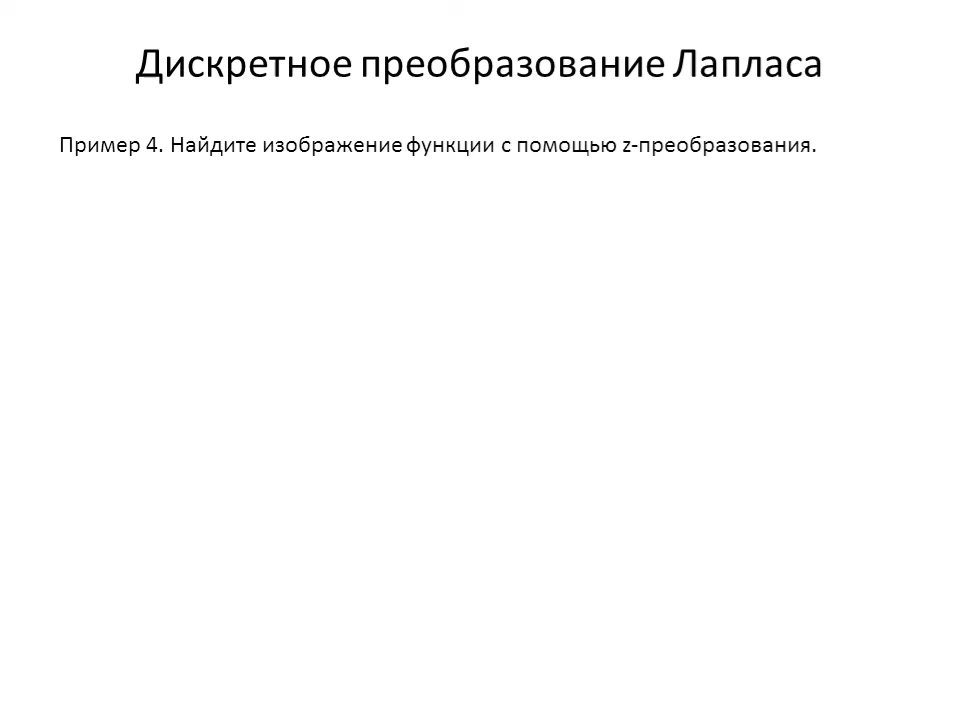 Дискретное преобразование Лапласа
Пример 4. Найдите изображение функции с помощью z-преобразования.